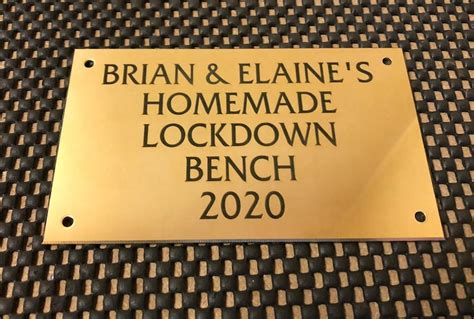 BRIAN & ELAINE'S
HOMEMADE
LOCKDOWN
BENCH
2020